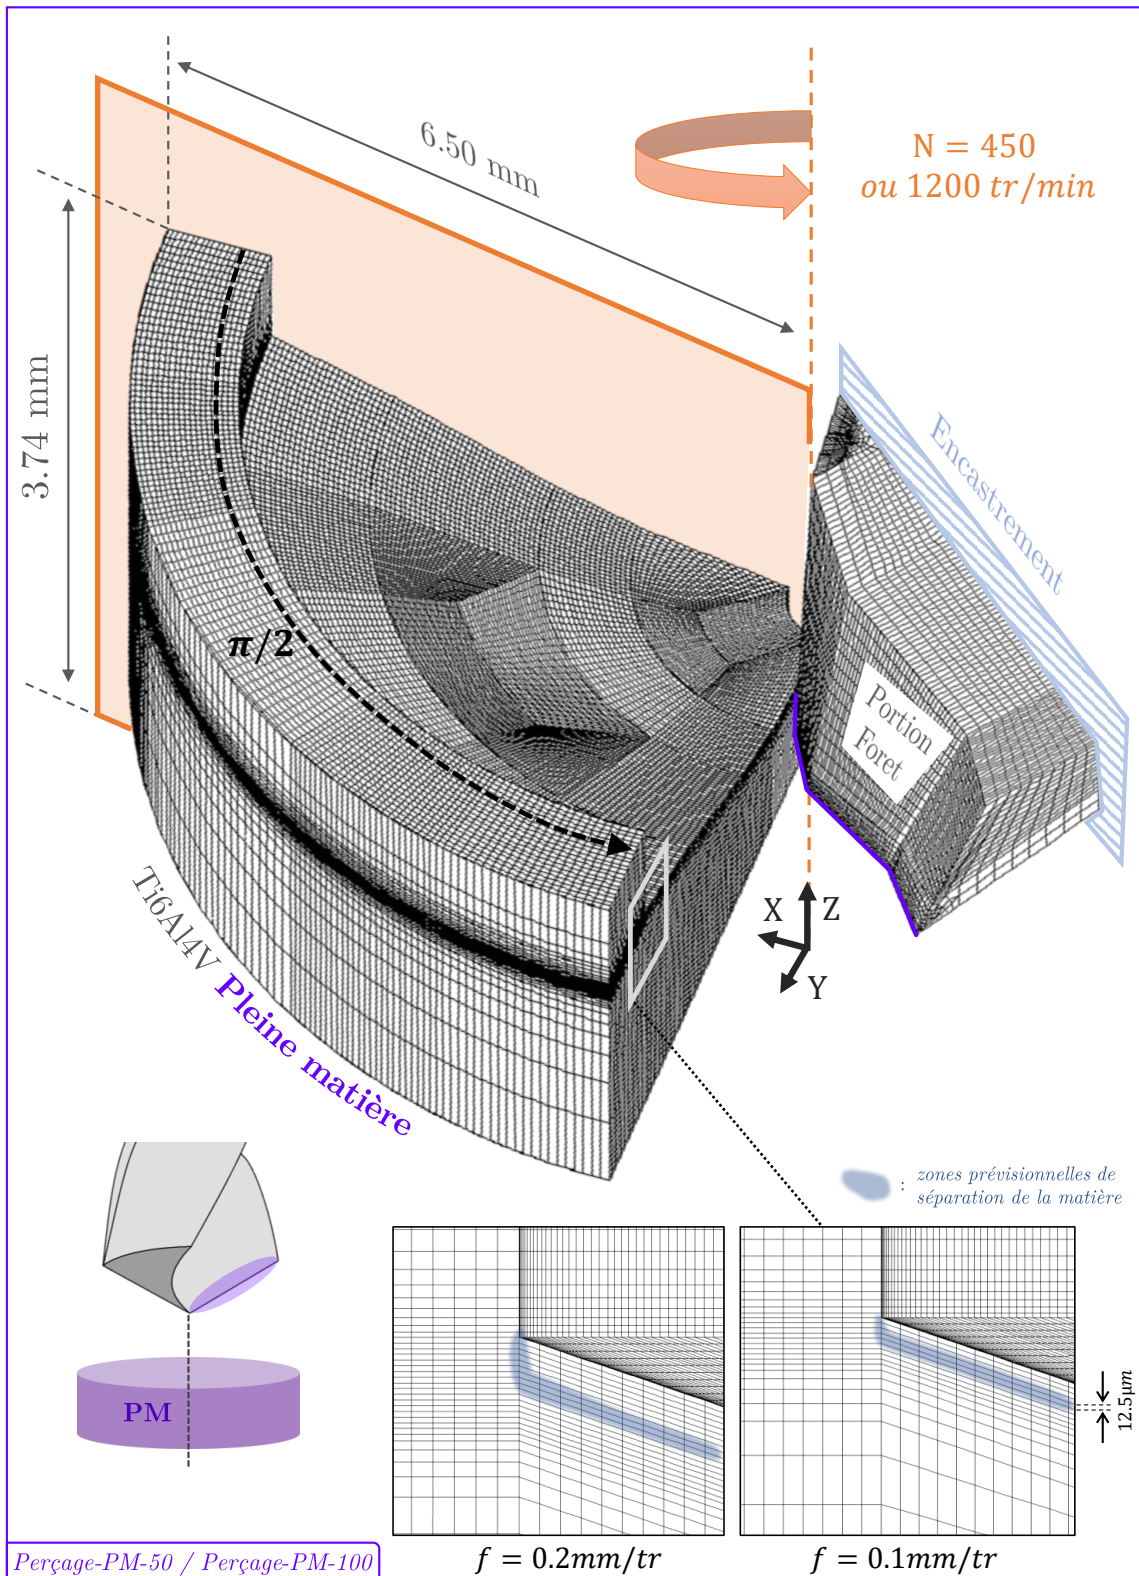 6.50 mm
N = 450
ou 1200 tr/min
3.74 mm
Encastrement
π/2
Portion
Foret
X
Z
Y
Ti6Al4V Pleine matière
: zones prévisionnelles de
séparation de la matière
PM
12.5µm
f = 0.2mm/tr
f = 0.1mm/tr
Perçage-PM-50 / Perçage-PM-100